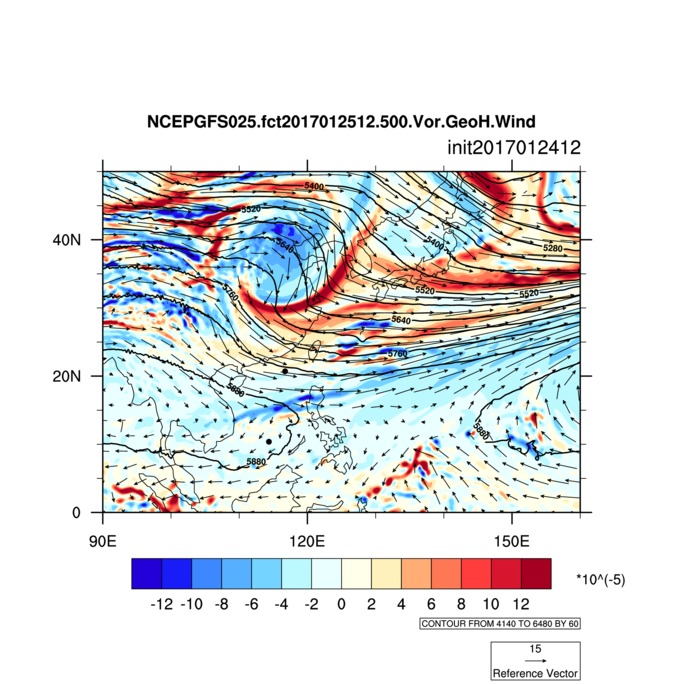 NCEPGFS025.fct2017012512.500.Vor.GeoH.Wind
init2017012412
5400
5520
5640
5400
5280
40N
5760
5520
5520
5640
5760
20N
5880
5880
5880
0
90E 120E 150E
-12 -10 -8 -6 -4 -2 0 2 4 6 8 10 12 *10^(-5)
CONTOUR FROM 4140 TO 6480 BY 60
15
Reference Vector